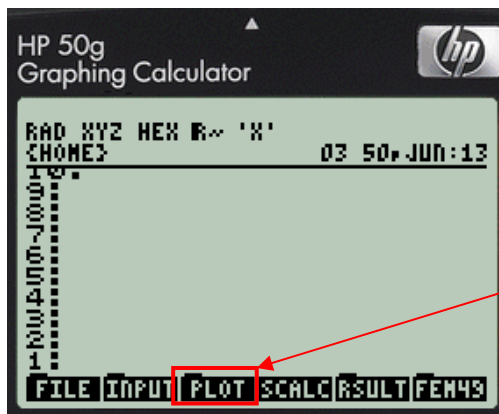 HP 50g
Graphing Calculator
hp
RAD XYZ HEX R~ 'X'
{HOME} 03 50,JUN:13
10:
9:
8:
7:
6:
5:
4:
3:
2:
1:
FILE INPUT PLOT SCALC RSULT FEM49